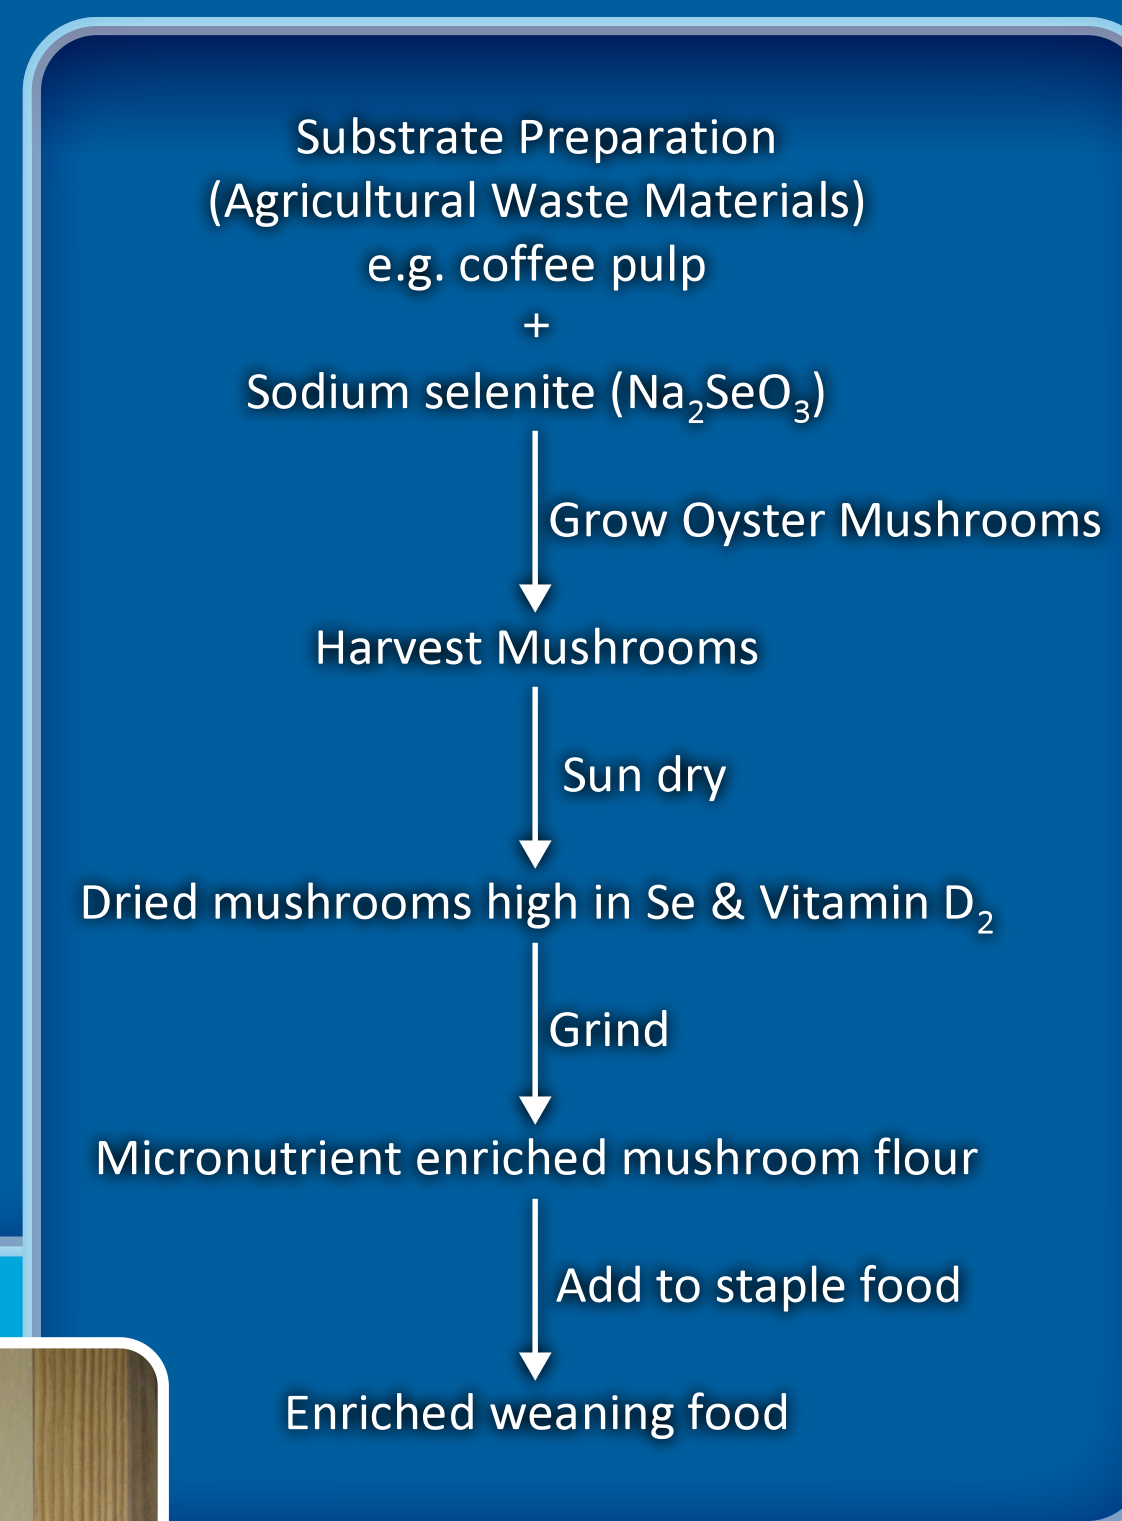 Substrate Preparation
(Agricultural Waste Materials)
e.g. coffee pulp
+
Sodium selenite (Na₂SeO₃)
Grow Oyster Mushrooms
Harvest Mushrooms
Sun dry
Dried mushrooms high in Se & Vitamin D₂
Grind
Micronutrient enriched mushroom flour
Add to staple food
Enriched weaning food